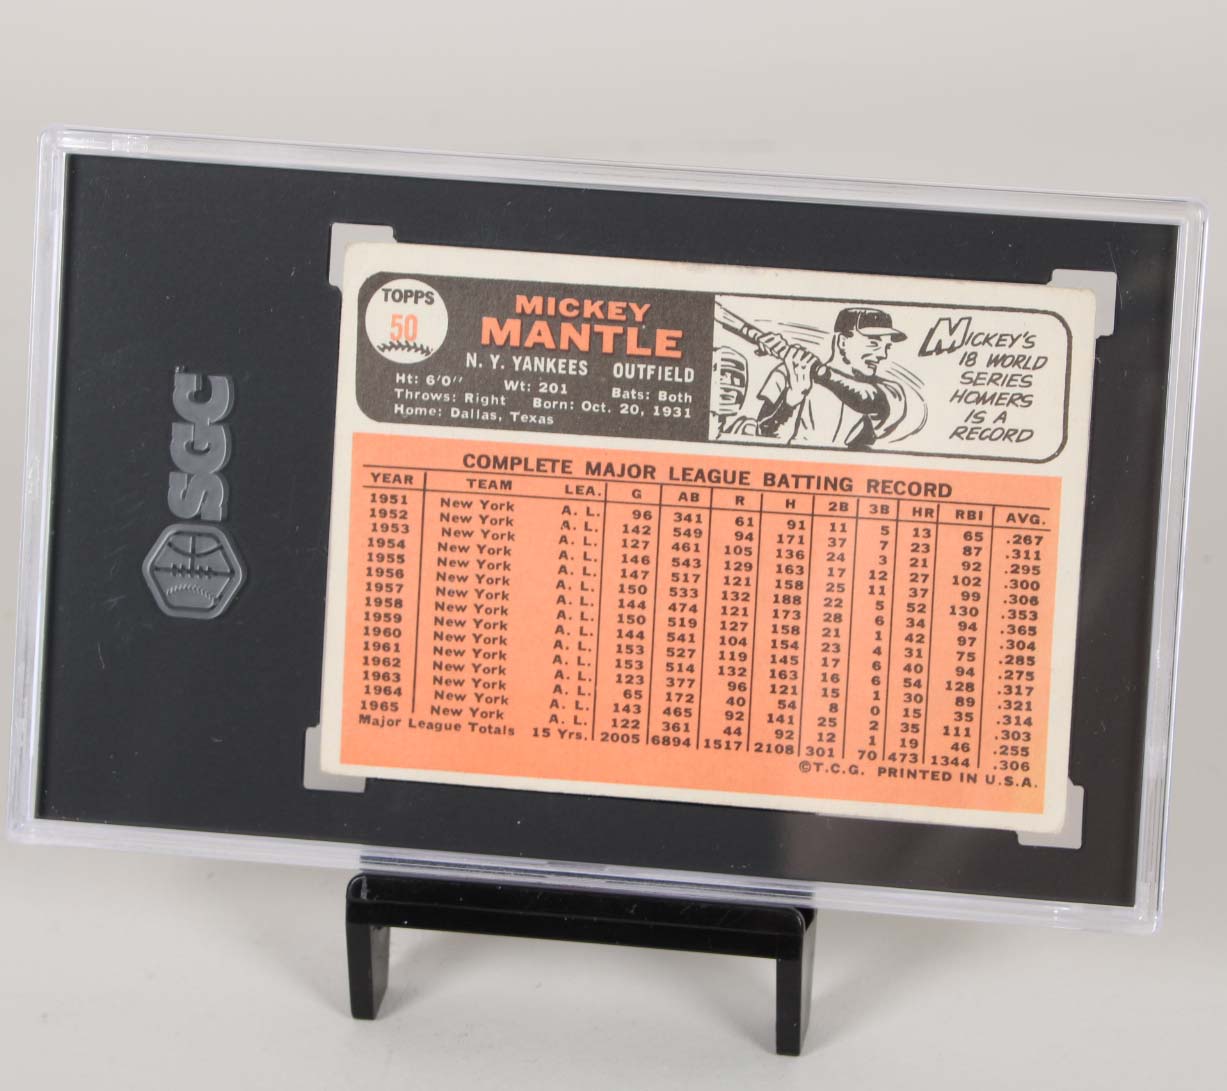 SGC
TOPPS
50
MICKEY
MANTLE
N. Y. YANKEES OUTFIELD
Ht: 6'0" Wt: 201 Bats: Both
Throws: Right Born: Oct. 20, 1931
Home: Dallas, Texas
MICKEY'S
18 WORLD
SERIES
HOMERS
IS A
RECORD
COMPLETE MAJOR LEAGUE BATTING RECORD
YEAR TEAM LEA. G AB R H 2B 3B HR RBI AVG.
1951 New York A. L. 96 341 61 91 11 5 13 65 .267
1952 New York A. L. 142 549 94 171 37 7 23 87 .311
1953 New York A. L. 127 461 105 136 24 3 21 92 .295
1954 New York A. L. 146 543 129 163 17 12 27 102 .300
1955 New York A. L. 147 517 121 158 25 11 37 99 .306
1956 New York A. L. 150 533 132 188 22 5 52 130 .353
1957 New York A. L. 144 474 121 173 28 6 34 94 .365
1958 New York A. L. 150 519 127 158 21 1 42 97 .304
1959 New York A. L. 144 541 104 154 23 4 31 75 .285
1960 New York A. L. 153 527 119 145 17 6 40 94 .275
1961 New York A. L. 153 514 132 163 16 6 54 128 .317
1962 New York A. L. 123 377 96 121 15 1 30 89 .321
1963 New York A. L. 65 172 40 54 8 0 15 35 .314
1964 New York A. L. 143 465 92 141 25 2 35 111 .303
1965 New York A. L. 122 361 44 92 12 1 19 46 .255
Major League Totals 15 Yrs. 2005 6894 1517 2108 301 70 473 1344 .306
©T.C.G. PRINTED IN U.S.A.